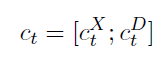 $c_t = [c_t^X; c_t^D]$